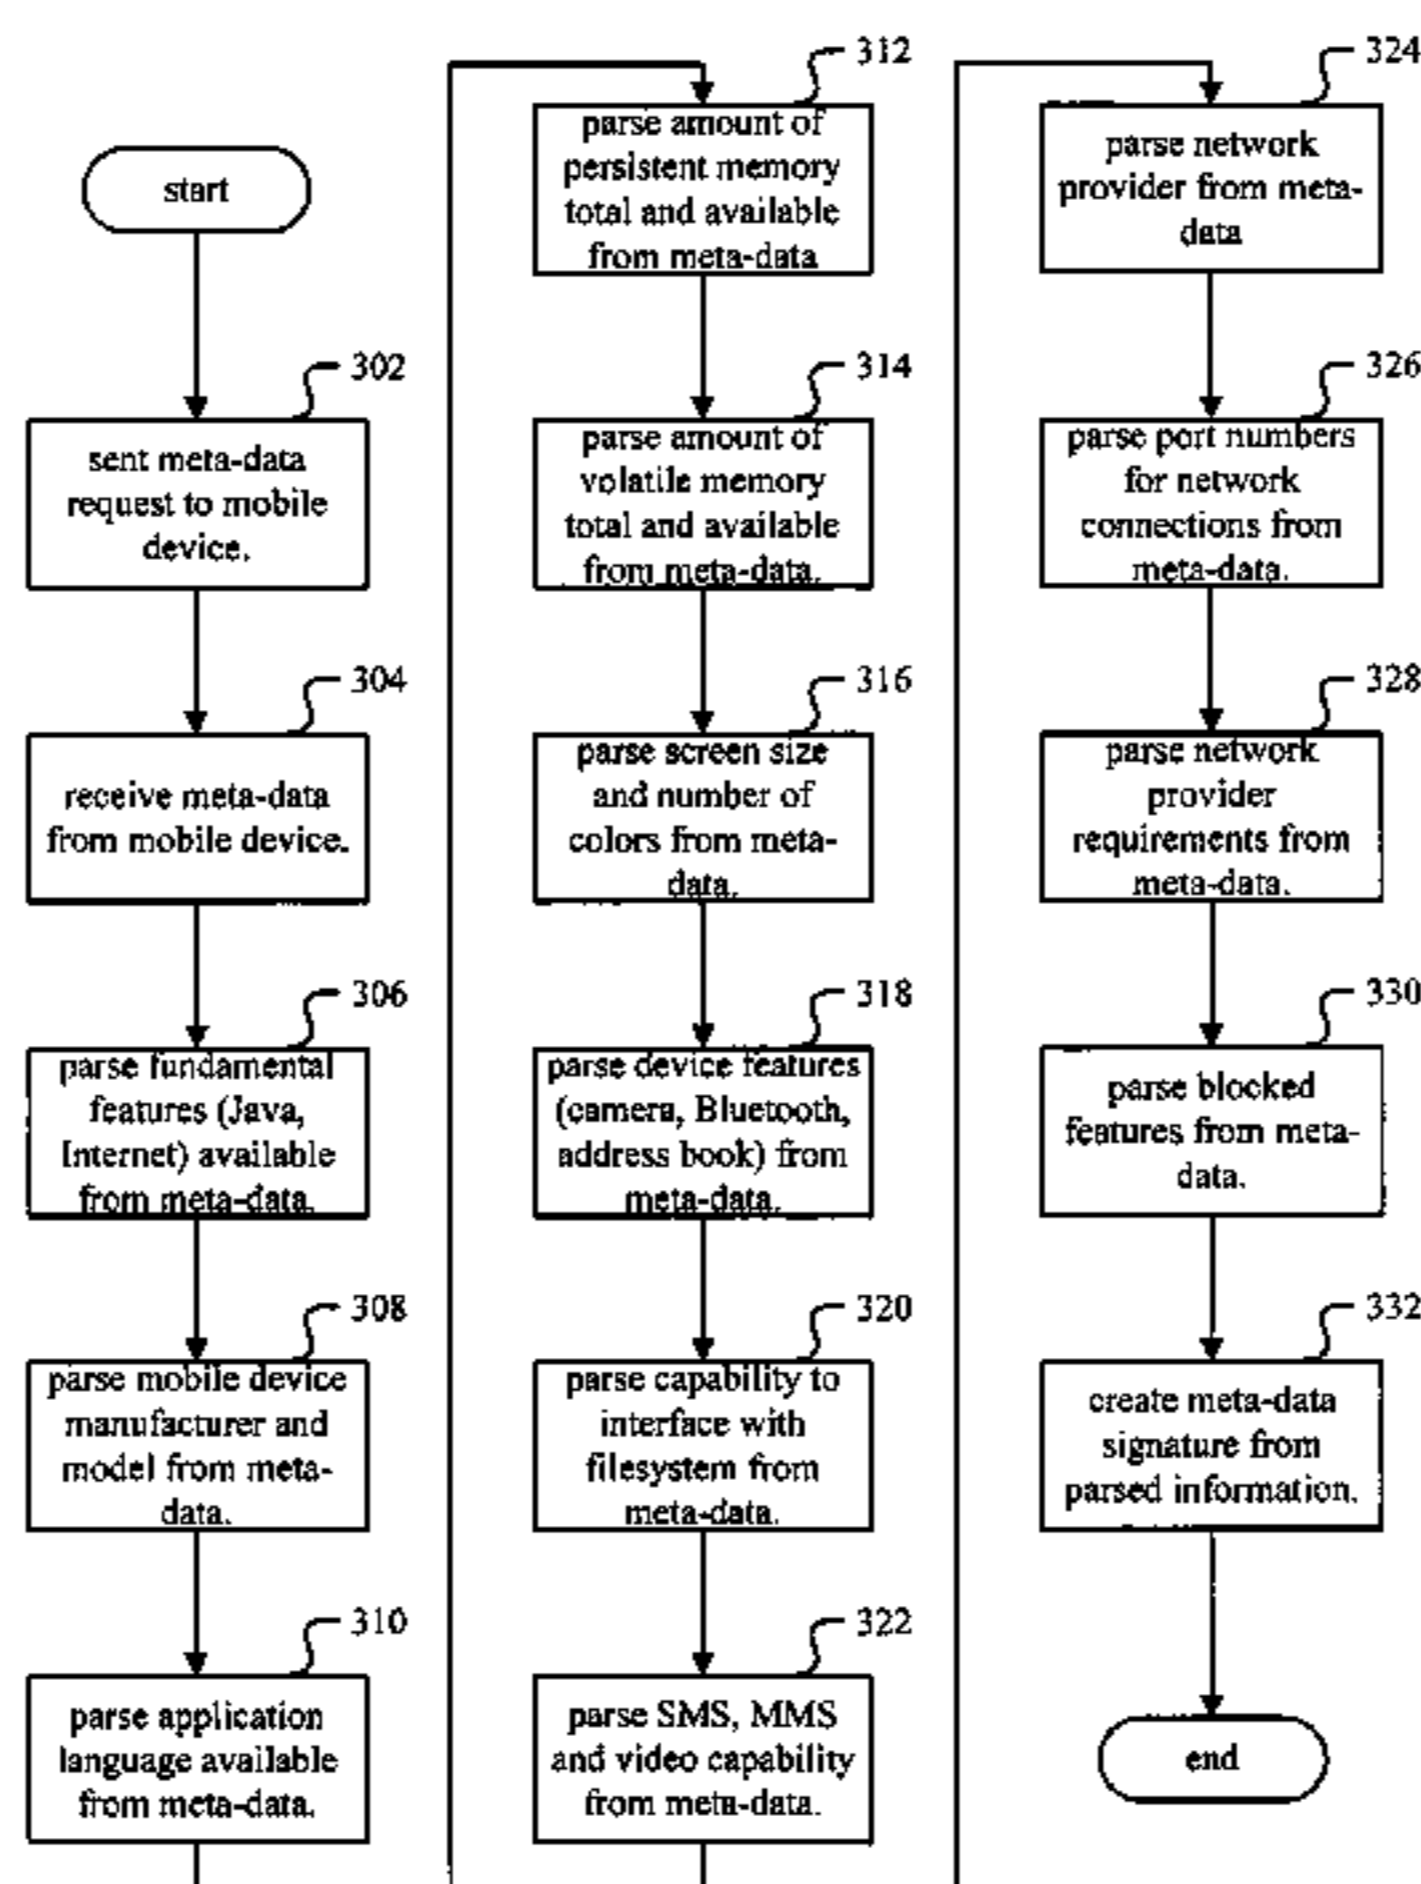 start
302
sent meta-data
request to mobile
device.
304
receive meta-data
from mobile device.
306
parse fundamental
features (Java,
Internet) available
from meta-data.
308
parse mobile device
manufacturer and
model from meta-
data.
310
parse application
language available
from meta-data.
312
parse amount of
persistent memory
total and available
from meta-data
314
parse amount of
volatile memory
total and available
from meta-data.
316
parse screen size
and number of
colors from meta-
data.
318
parse device features
(camera, Bluetooth,
address book) from
meta-data.
320
parse capability to
interface with
filesystem from
meta-data.
322
parse SMS, MMS
and video capability
from meta-data.
324
parse network
provider from meta-
data
326
parse port numbers
for network
connections from
meta-data.
328
parse network
provider
requirements from
meta-data.
330
parse blocked
features from meta-
data.
332
create meta-data
signature from
parsed information.
end